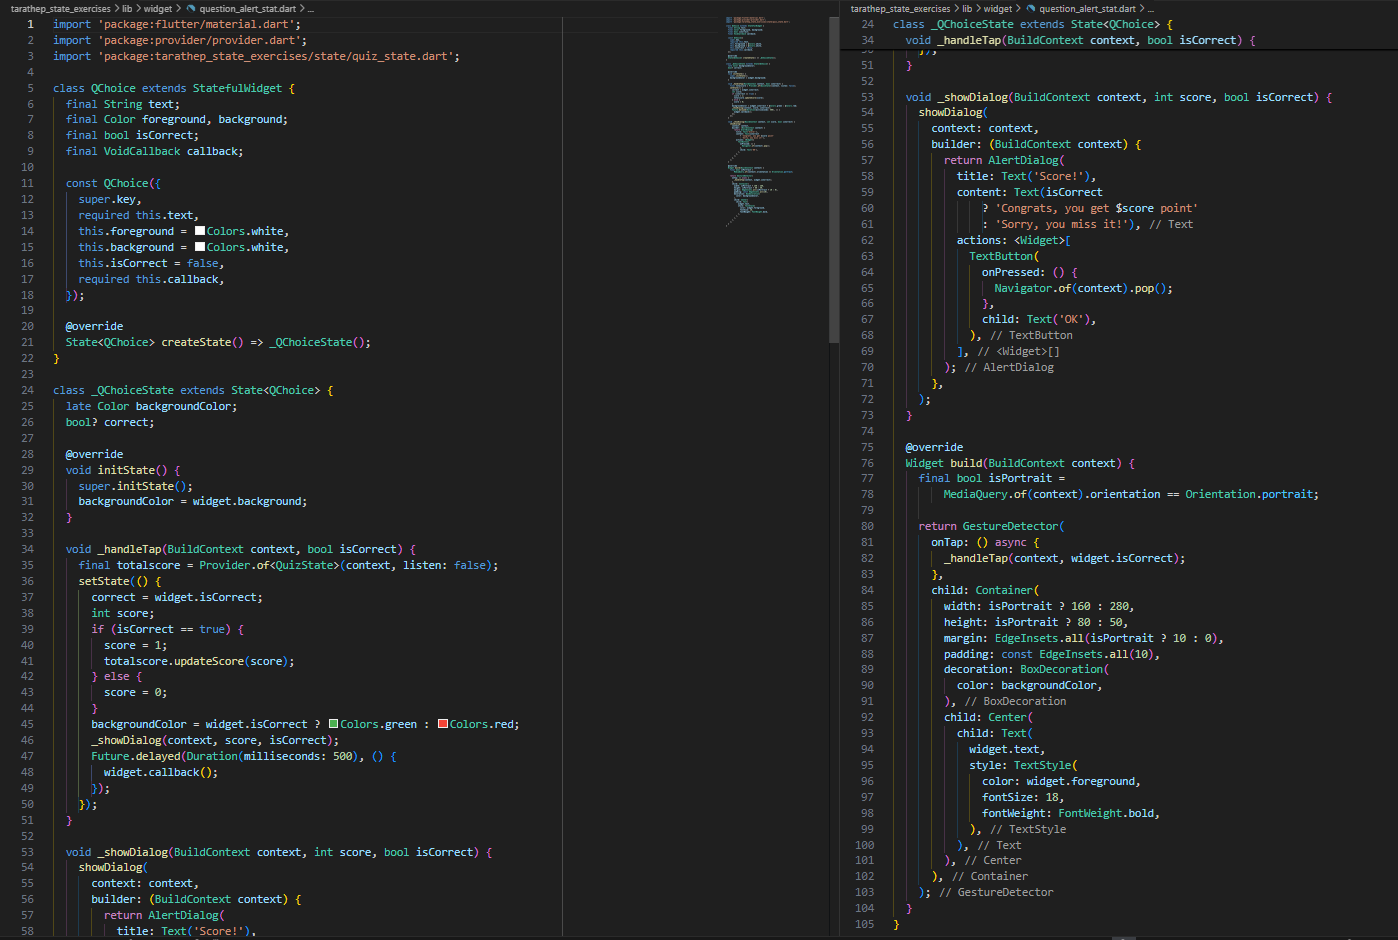 tarathep_state_exercises > lib > widget > question_alert_stat.dart > ...
1 import 'package:flutter/material.dart';
2 import 'package:provider/provider.dart';
3 import 'package:tarathep_state_exercises/state/quiz_state.dart';
4
5 class QChoice extends StatefulWidget {
6 final String text;
7 final Color foreground, background;
8 final bool isCorrect;
9 final VoidCallback callback;
10
11 const QChoice({
12 super.key,
13 required this.text,
14 this.foreground = Colors.white,
15 this.background = Colors.white,
16 this.isCorrect = false,
17 required this.callback,
18 });
19
20 @override
21 State<QChoice> createState() => _QChoiceState();
22 }
23
24 class _QChoiceState extends State<QChoice> {
25 late Color backgroundColor;
26 bool? correct;
27
28 @override
29 void initState() {
30 super.initState();
31 backgroundColor = widget.background;
32 }
33
34 void _handleTap(BuildContext context, bool isCorrect) {
35 final totalscore = Provider.of<QuizState>(context, listen: false);
36 setState(() {
37 correct = widget.isCorrect;
38 int score;
39 if (isCorrect == true) {
40 score = 1;
41 totalscore.updateScore(score);
42 } else {
43 score = 0;
44 }
45 backgroundColor = widget.isCorrect ? Colors.green : Colors.red;
46 _showDialog(context, score, isCorrect);
47 Future.delayed(Duration(milliseconds: 500), () {
48 widget.callback();
49 });
50 });
51 }
52
53 void _showDialog(BuildContext context, int score, bool isCorrect) {
54 showDialog(
55 context: context,
56 builder: (BuildContext context) {
57 return AlertDialog(
58 title: Text('Score!'),
tarathep_state_exercises > lib > widget > question_alert_stat.dart > ...
24 class _QChoiceState extends State<QChoice> {
34 void _handleTap(BuildContext context, bool isCorrect) {
50 });
51 }
52
53 void _showDialog(BuildContext context, int score, bool isCorrect) {
54 showDialog(
55 context: context,
56 builder: (BuildContext context) {
57 return AlertDialog(
58 title: Text('Score!'),
59 content: Text(isCorrect
60 ? 'Congrats, you get $score point'
61 : 'Sorry, you miss it!'), // Text
62 actions: <Widget>[
63 TextButton(
64 onPressed: () {
65 Navigator.of(context).pop();
66 },
67 child: Text('OK'),
68 ), // TextButton
69 ], // <Widget>[]
70 ); // AlertDialog
71 },
72 );
73 }
74
75 @override
76 Widget build(BuildContext context) {
77 final bool isPortrait =
78 MediaQuery.of(context).orientation == Orientation.portrait;
79
80 return GestureDetector(
81 onTap: () async {
82 _handleTap(context, widget.isCorrect);
83 },
84 child: Container(
85 width: isPortrait ? 160 : 280,
86 height: isPortrait ? 80 : 50,
87 margin: EdgeInsets.all(isPortrait ? 10 : 0),
88 padding: const EdgeInsets.all(10),
89 decoration: BoxDecoration(
90 color: backgroundColor,
91 ), // BoxDecoration
92 child: Center(
93 child: Text(
94 widget.text,
95 style: TextStyle(
96 color: widget.foreground,
97 fontSize: 18,
98 fontWeight: FontWeight.bold,
99 ), // TextStyle
100 ), // Text
101 ), // Center
102 ), // Container
103 ); // GestureDetector
104 }
105 }